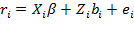 rᵢ = Xᵢβ + Zᵢbᵢ + eᵢ